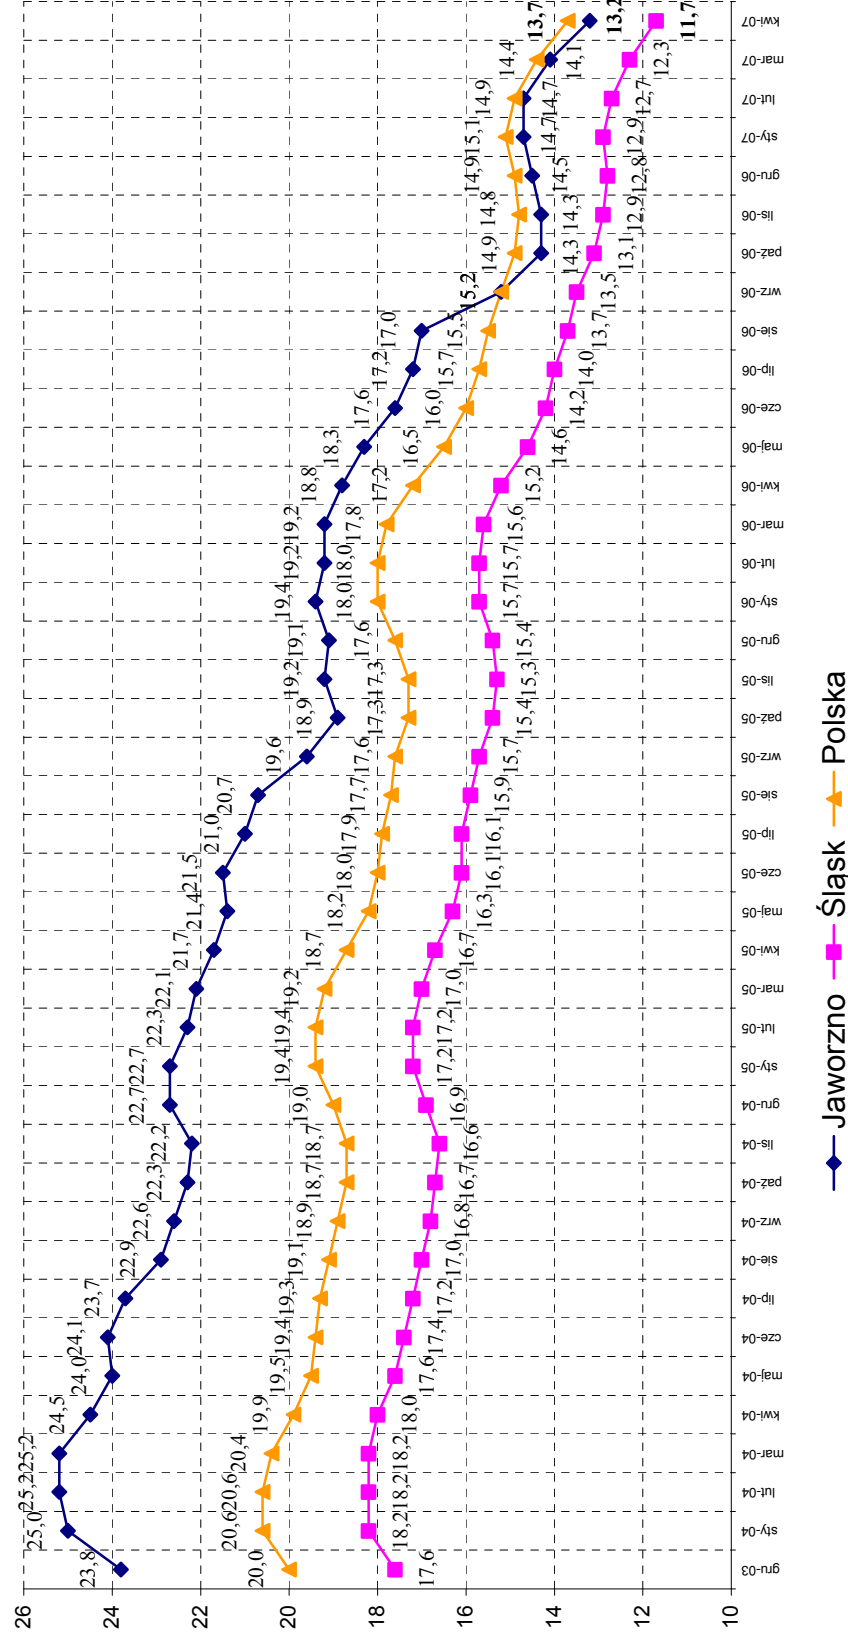 26
24
22
20
18
16
14
12
10
23,8 25,0 25,2 25,2 24,5 24,0 24,1 23,7 22,9 22,6 22,3 22,2 22,7 22,7 22,3 22,1 21,7 21,4 21,5 21,0 20,7 19,6 18,9 19,2 19,1 19,4 19,2 19,2 18,8 18,3 17,6 17,2 17,0 15,2 14,3 14,3 14,5 14,7 14,7 14,1 13,2
20,0 20,6 20,6 20,4 19,9 19,5 19,4 19,3 19,1 18,9 18,7 18,7 19,0 19,4 19,4 19,2 18,7 18,2 18,0 17,9 17,7 17,6 17,3 17,3 17,6 18,0 18,0 17,8 17,2 16,5 16,0 15,7 15,5 15,2 14,9 14,8 14,9 15,1 14,9 14,4 13,7
17,6 18,2 18,2 18,2 18,0 17,6 17,4 17,2 17,0 16,8 16,7 16,6 16,9 17,2 17,2 17,0 16,7 16,3 16,1 16,1 15,9 15,7 15,4 15,3 15,4 15,7 15,7 15,6 15,2 14,6 14,2 14,0 13,7 13,5 13,1 12,9 12,8 12,9 12,7 12,3 11,7
gru-03 sty-04 lut-04 mar-04 kwi-04 maj-04 cze-04 lip-04 sie-04 wrz-04 paź-04 lis-04 gru-04 sty-05 lut-05 mar-05 kwi-05 maj-05 cze-05 lip-05 sie-05 wrz-05 paź-05 lis-05 gru-05 sty-06 lut-06 mar-06 kwi-06 maj-06 cze-06 lip-06 sie-06 wrz-06 paź-06 lis-06 gru-06 sty-07 lut-07 mar-07 kwi-07
Jaworzno Śląsk Polska